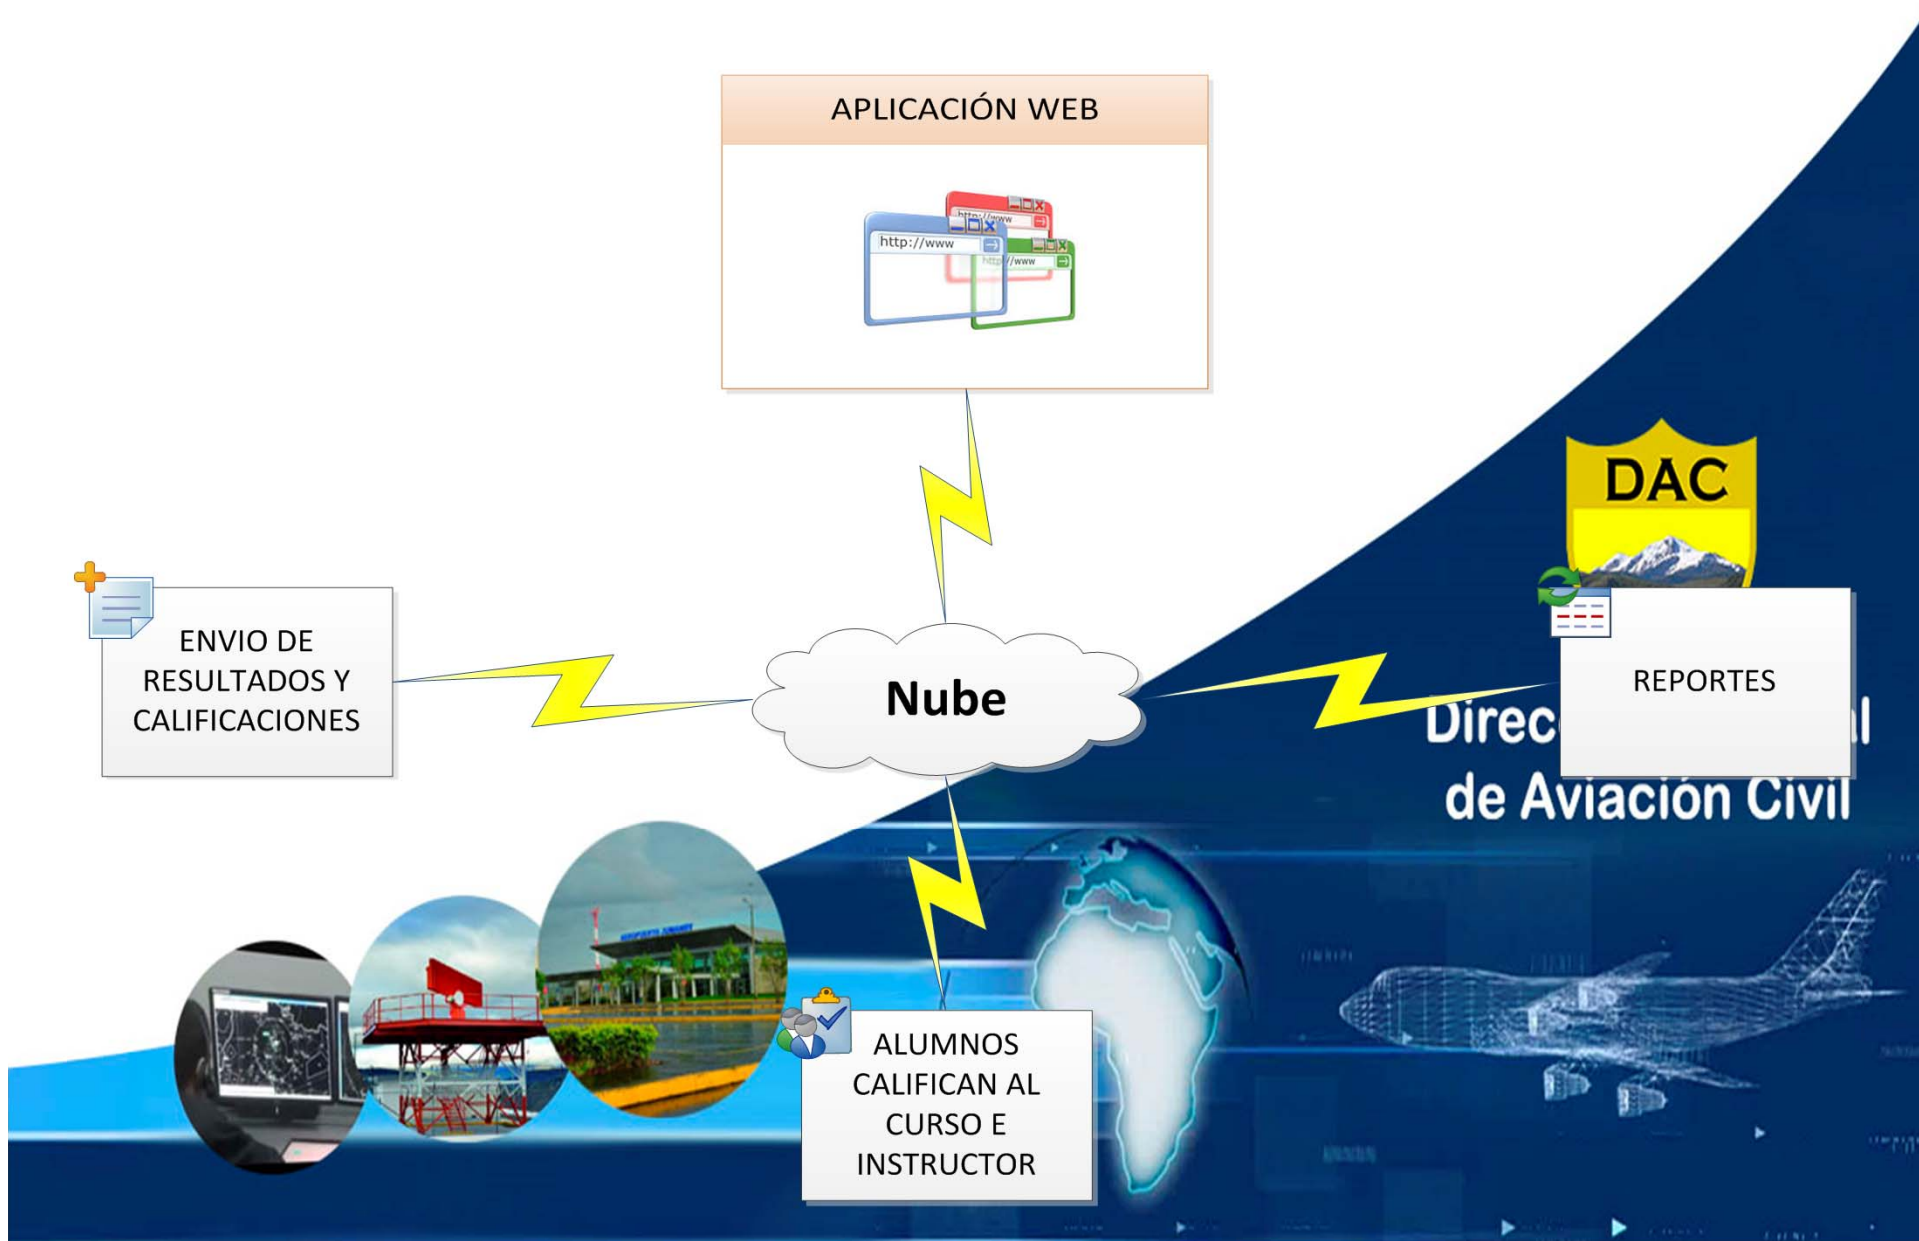 APLICACIÓN WEB
http://www
http://www
http://www
DAC
ENVIO DE
RESULTADOS Y
CALIFICACIONES
Nube
REPORTES
de Aviación Civil
ALUMNOS
CALIFICAN AL
CURSO E
INSTRUCTOR